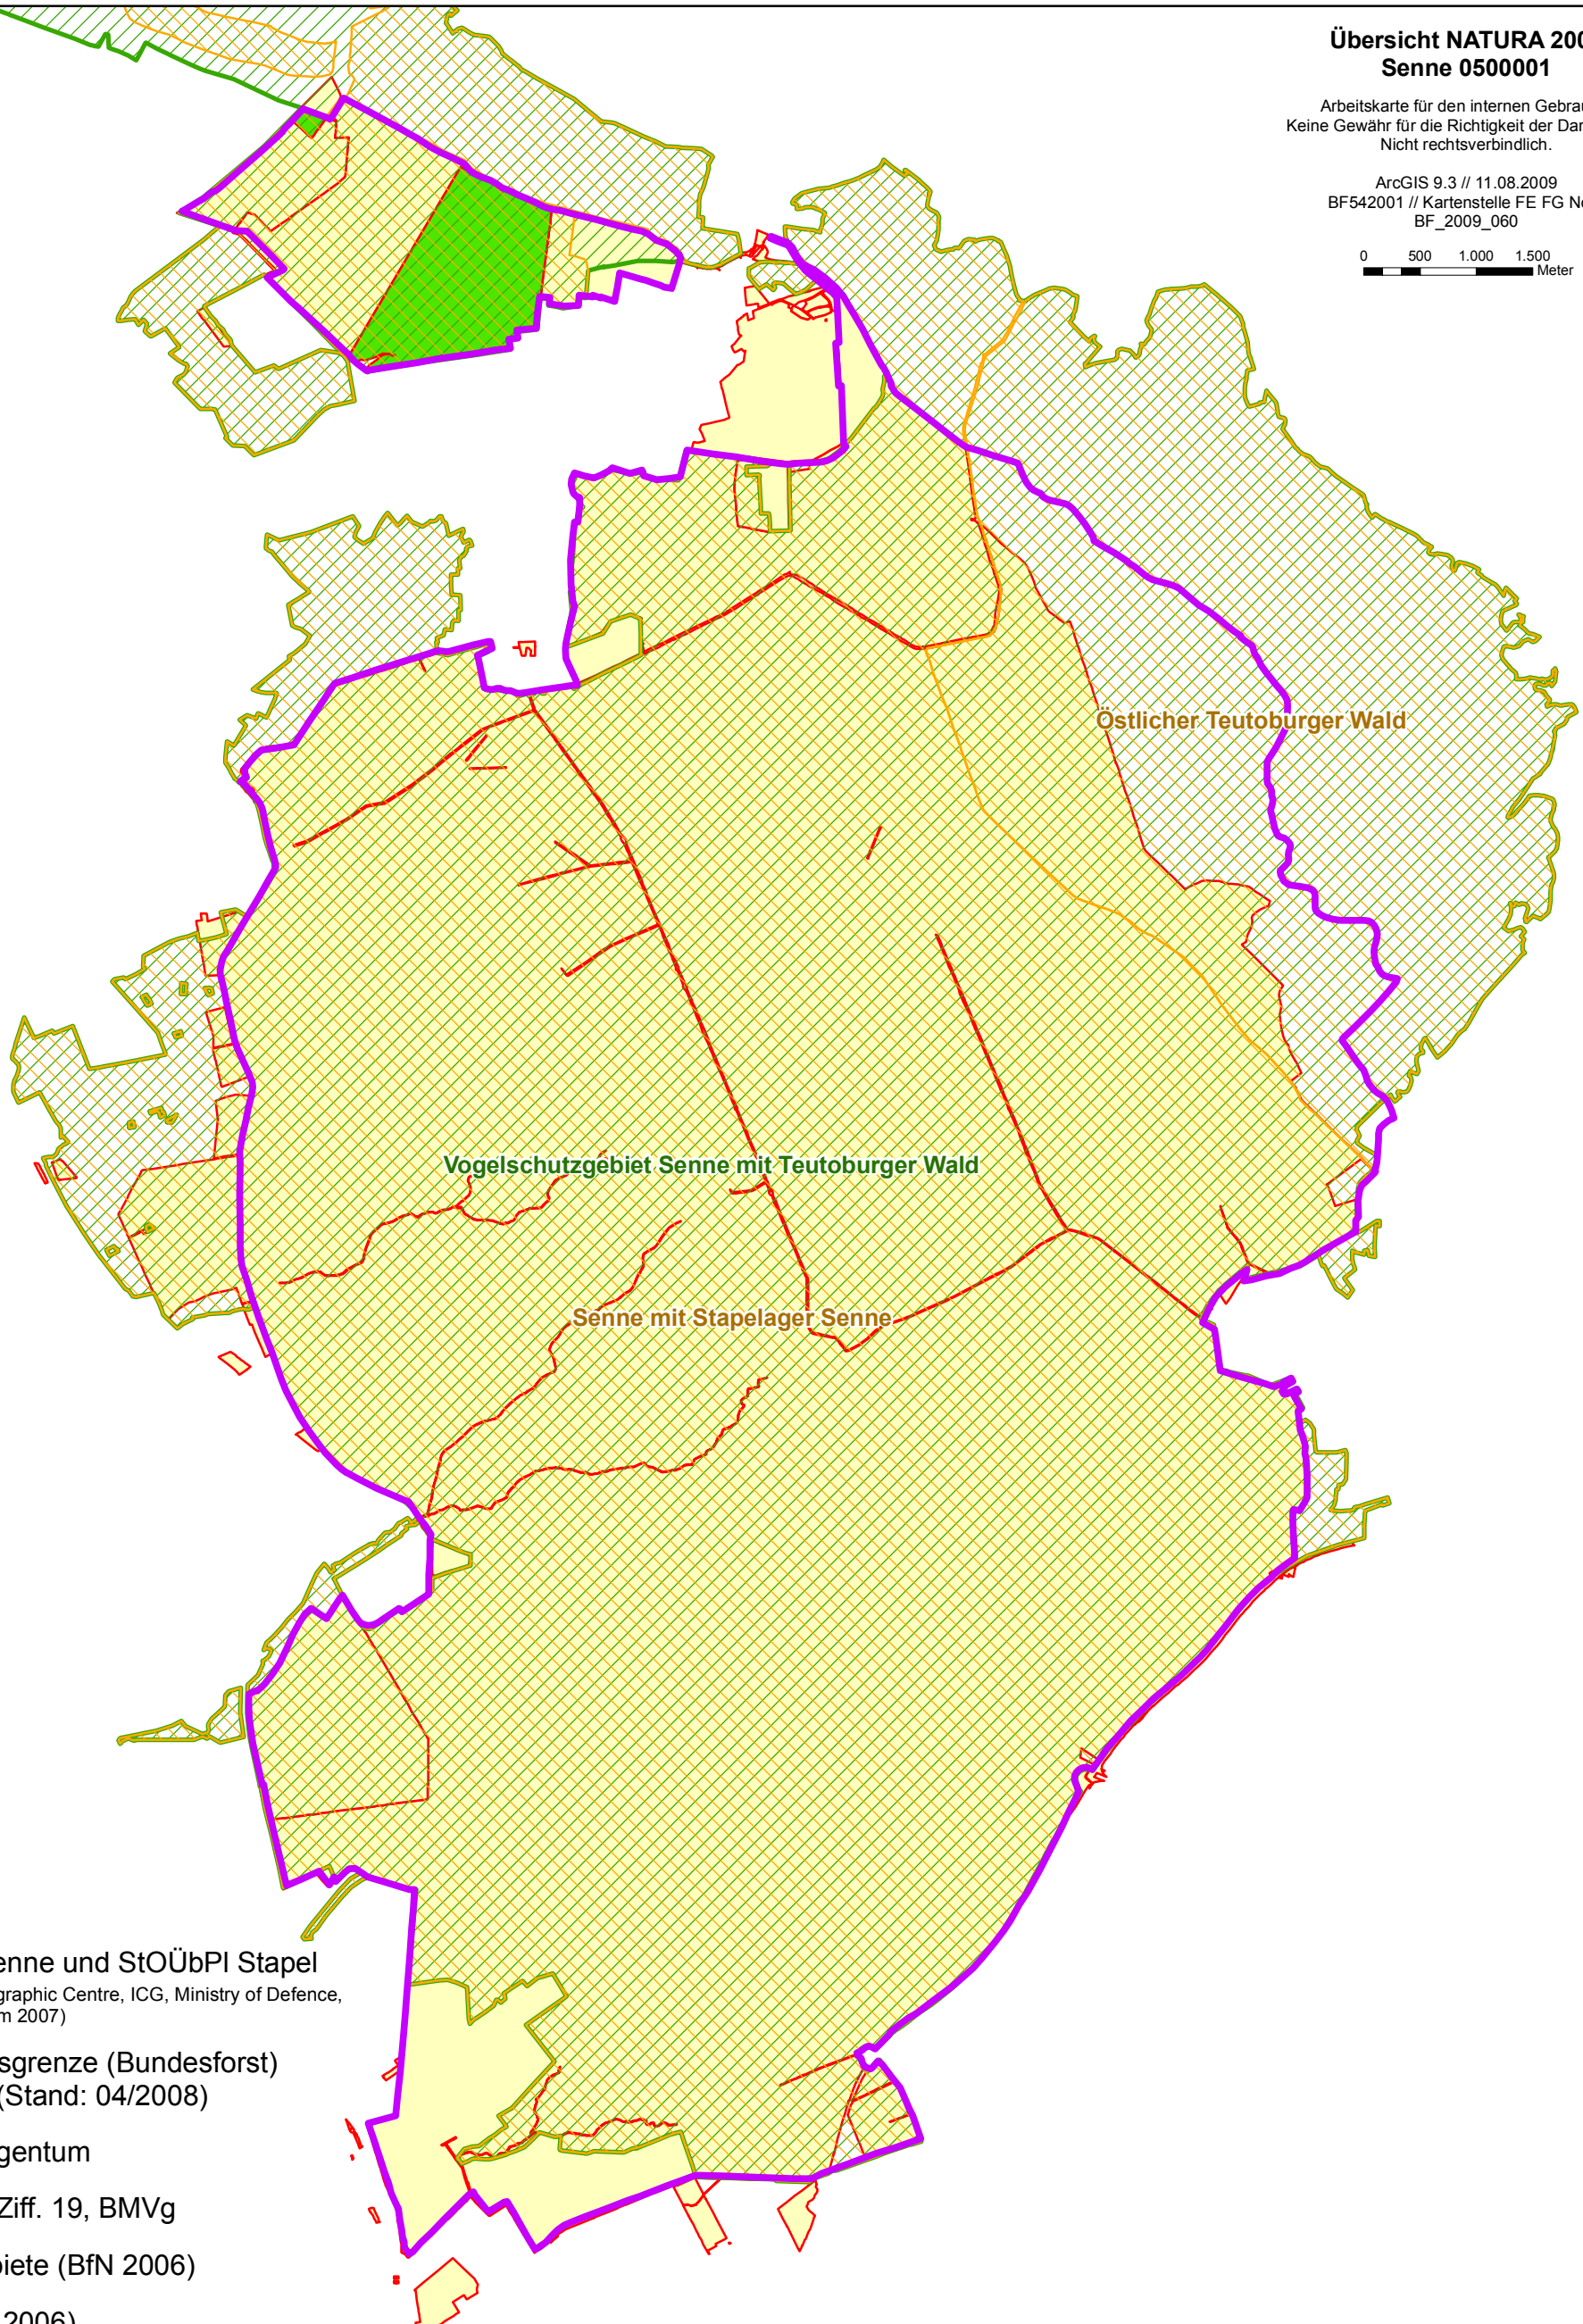 Übersicht NATURA 200
Senne 0500001
Arbeitskarte für den internen Gebrau
Keine Gewähr für die Richtigkeit der Dar
Nicht rechtsverbindlich.
ArcGIS 9.3 // 11.08.2009
BF542001 // Kartenstelle FE FG No
BF_2009_060
0 500 1.000 1.500
Meter
Östlicher Teutoburger Wald
Vogelschutzgebiet Senne mit Teutoburger Wald
Senne mit Stapelager Senne
enne und StOÜbPl Stapel
graphic Centre, ICG, Ministry of Defence,
m 2007)
sgrenze (Bundesforst)
(Stand: 04/2008)
gentum
Ziff. 19, BMVg
biete (BfN 2006)
2006)